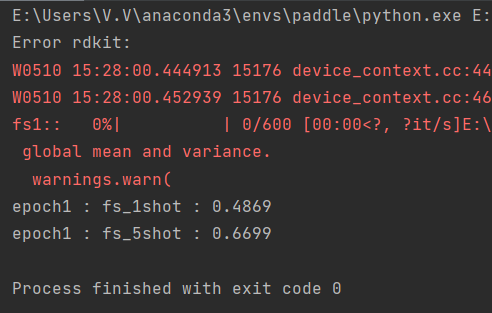 E:\Users\V.V\anaconda3\envs\paddle\python.exe E:
Error rdkit:
W0510 15:28:00.444913 15176 device_context.cc:44
W0510 15:28:00.452939 15176 device_context.cc:46
fs1::   0%|          | 0/600 [00:00<?, ?it/s]E:\
 global mean and variance.
  warnings.warn(
epoch1 : fs_1shot : 0.4869
epoch1 : fs_5shot : 0.6699
Process finished with exit code 0